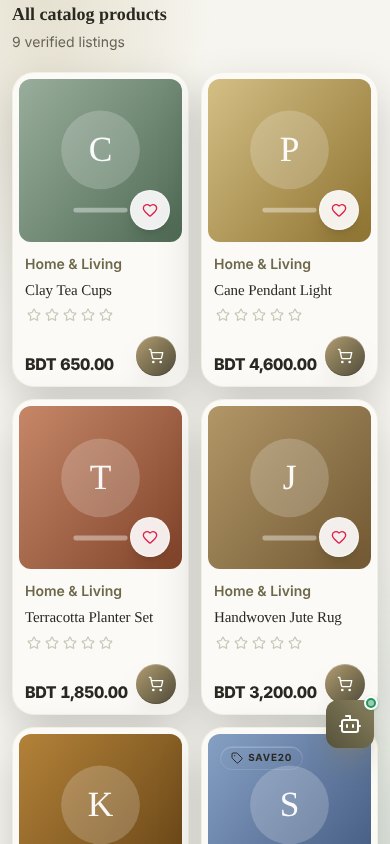 All catalog products
9 verified listings
C
P
Home & Living
Clay Tea Cups
BDT 650.00
Home & Living
Cane Pendant Light
BDT 4,600.00
T
J
Home & Living
Terracotta Planter Set
BDT 1,850.00
Home & Living
Handwoven Jute Rug
BDT 3,200.00
K
SAVE20
S